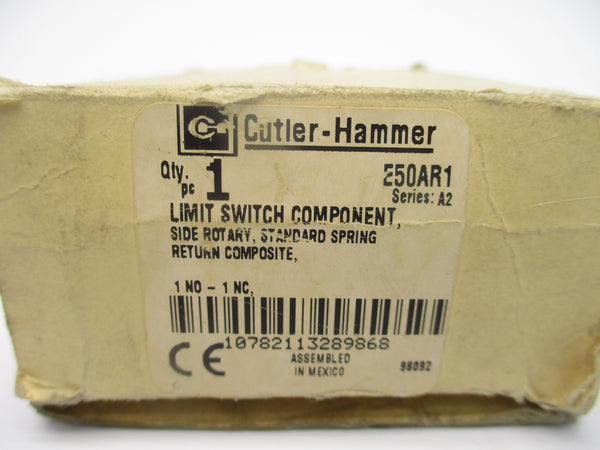 CH Cutler-Hammer
Qty. 1 E50AR1
pc Series: A2
LIMIT SWITCH COMPONENT,
SIDE ROTARY, STANDARD SPRING
RETURN COMPOSITE,
1 NO - 1 NC,
10782113289868
CE ASSEMBLED
IN MEXICO 98092